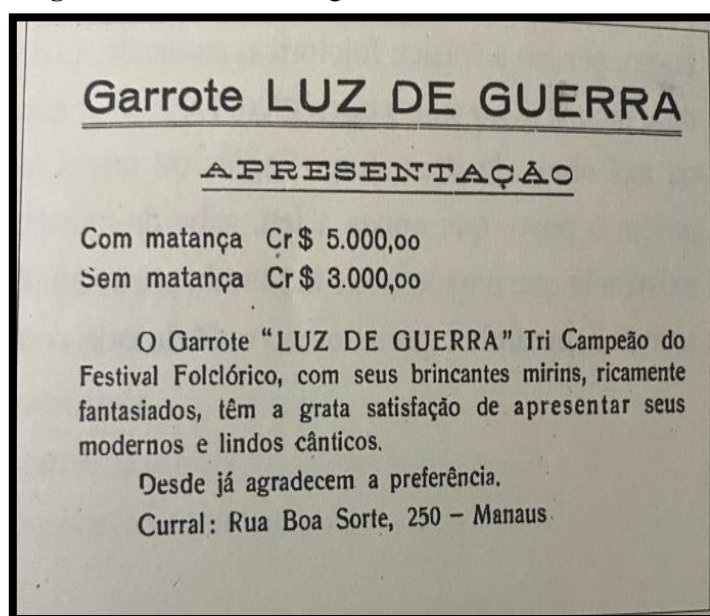 Garrote LUZ DE GUERRA
APRESENTAÇÃO
Com matança Cr$ 5.000,oo
Sem matança Cr$ 3.000,oo
O Garrote "LUZ DE GUERRA" Tri Campeão do
Festival Folclórico, com seus brincantes mirins, ricamente
fantasiados, têm a grata satisfação de apresentar seus
modernos e lindos cânticos.
Desde já agradecem a preferência.
Curral: Rua Boa Sorte, 250 – Manaus